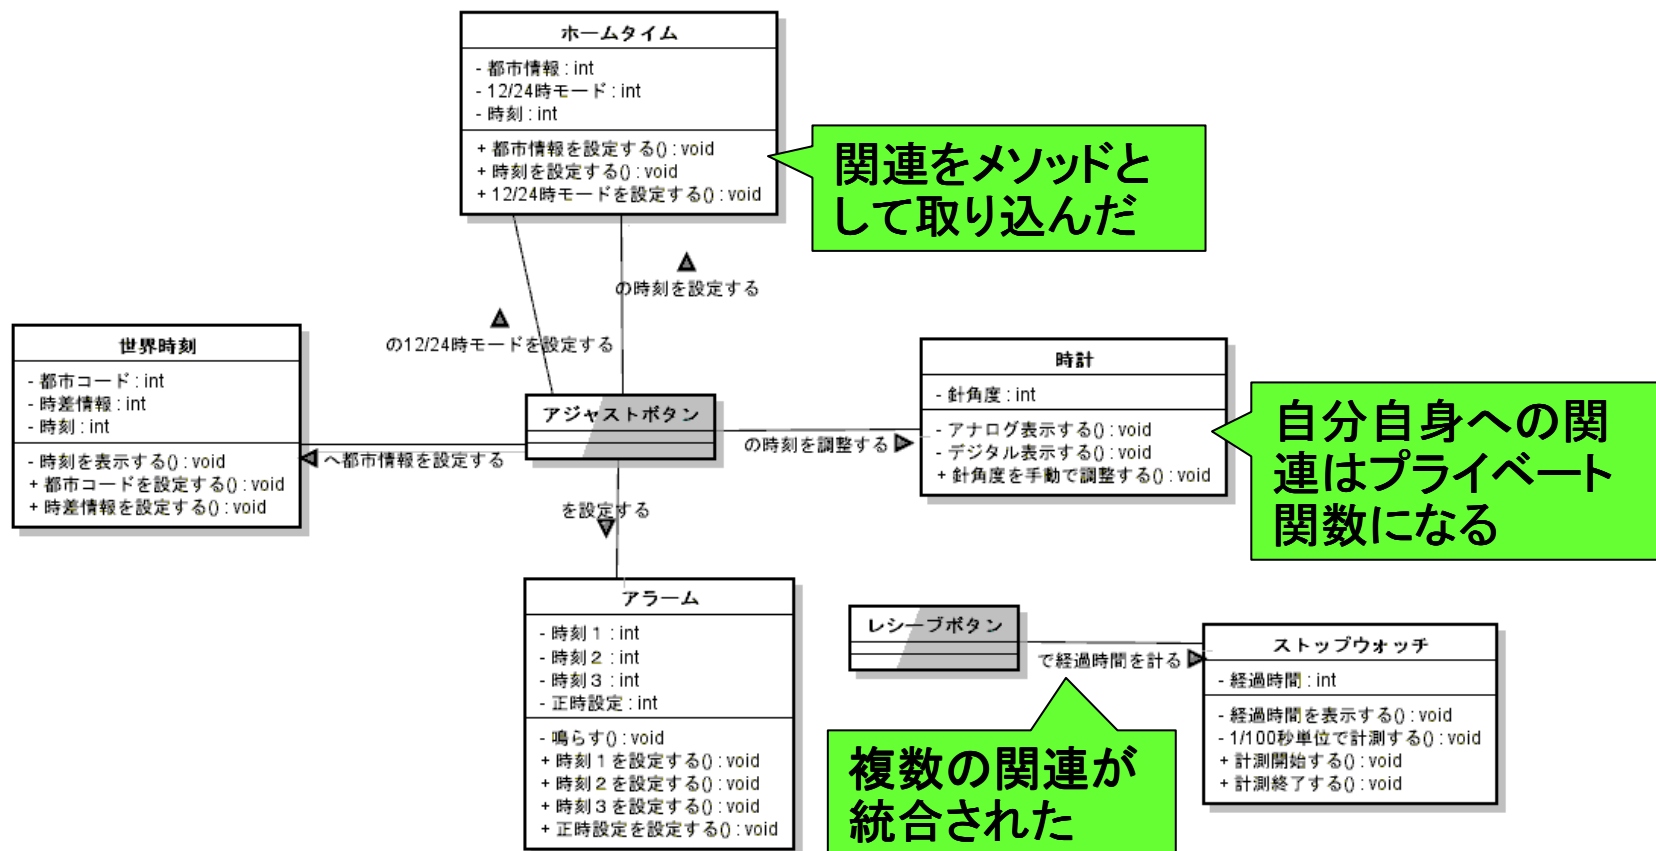 ホームタイム
- 都市情報 : int
- 12/24時モード : int
- 時刻 : int
+ 都市情報を設定する() : void
+ 時刻を設定する() : void
+ 12/24時モードを設定する() : void
関連をメソッドと
して取り込んだ
の時刻を設定する
の12/24時モードを設定する
世界時刻
- 都市コード : int
- 時差情報 : int
- 時刻 : int
- 時刻を表示する() : void
+ 都市コードを設定する() : void
+ 時差情報を設定する() : void
アジャストボタン
へ都市情報を設定する
の時刻を調整する
時計
- 針角度 : int
- アナログ表示する() : void
- デジタル表示する() : void
+ 針角度を手動で調整する() : void
自分自身への関
連はプライベート
関数になる
を設定する
アラーム
- 時刻１ : int
- 時刻２ : int
- 時刻３ : int
- 正時設定 : int
- 鳴らす() : void
+ 時刻１を設定する() : void
+ 時刻２を設定する() : void
+ 時刻３を設定する() : void
+ 正時設定を設定する() : void
レシーブボタン
で経過時間を計る
ストップウォッチ
- 経過時間 : int
- 経過時間を表示する() : void
- 1/100秒単位で計測する() : void
+ 計測開始する() : void
+ 計測終了する() : void
複数の関連が
統合された